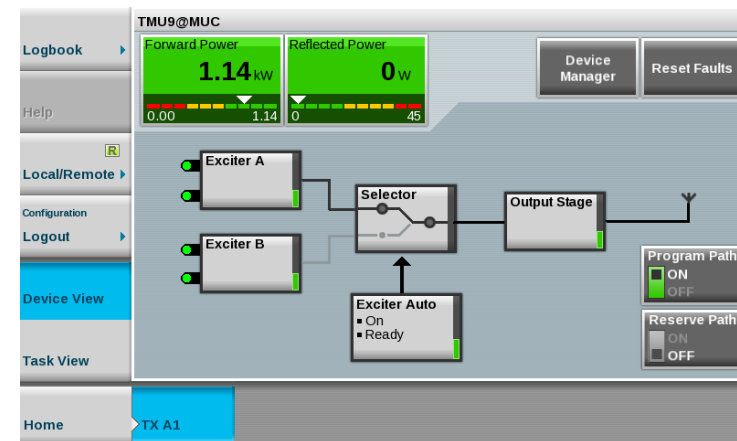 TMU9@MUC
Logbook
Help
R
Local/Remote
Configuration
Logout
Device View
Task View
Home
Forward Power
1.14 kW
0.00 1.14
Reflected Power
0 W
0 45
Device
Manager
Reset Faults
Exciter A
Exciter B
Selector
Output Stage
Exciter Auto
On
Ready
Program Path
ON
OFF
Reserve Path
ON
OFF
TX A1